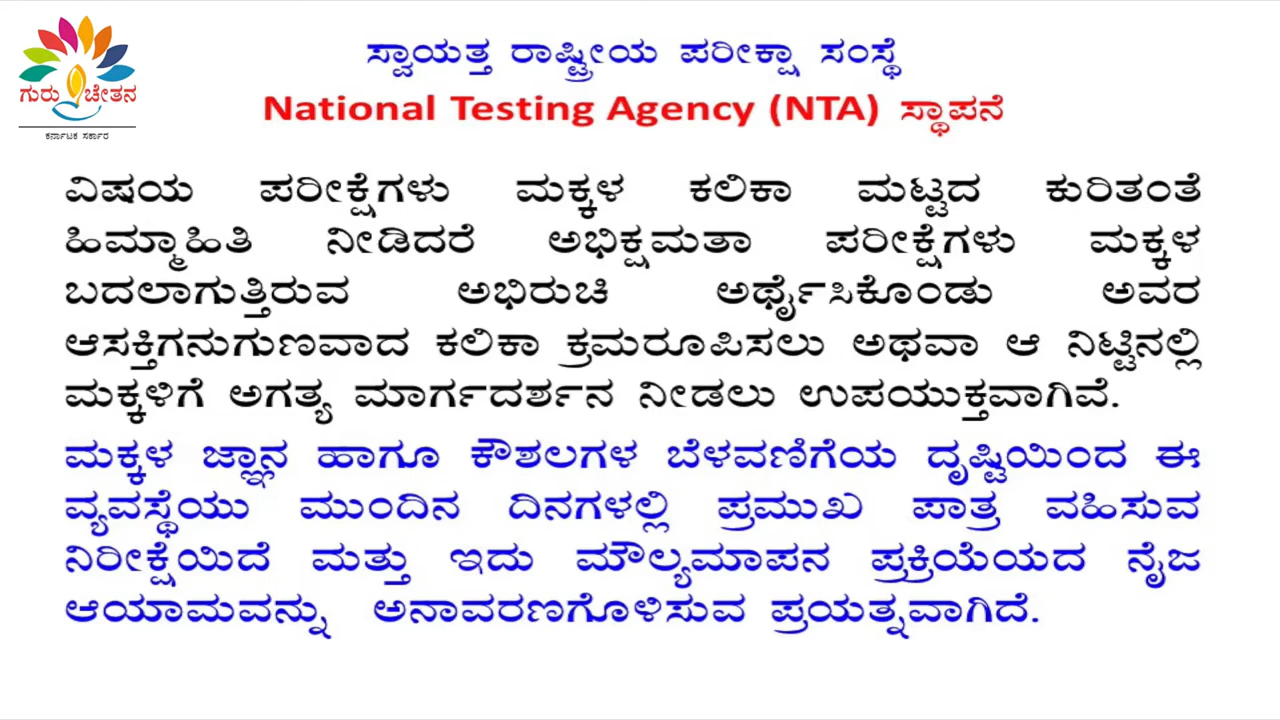 ಗುರು ಚೇತನ
ಕರ್ನಾಟಕ ಸರ್ಕಾರ
ಸ್ವಾಯತ್ತ ರಾಷ್ಟ್ರೀಯ ಪರೀಕ್ಷಾ ಸಂಸ್ಥೆ
National Testing Agency (NTA) ಸ್ಥಾಪನೆ
ವಿಷಯ ಪರೀಕ್ಷೆಗಳು ಮಕ್ಕಳ ಕಲಿಕಾ ಮಟ್ಟದ ಕುರಿತಂತೆ
ಹಿಮ್ಮಾಹಿತಿ ನೀಡಿದರೆ ಅಭಿಕ್ಷಮತಾ ಪರೀಕ್ಷೆಗಳು ಮಕ್ಕಳ
ಬದಲಾಗುತ್ತಿರುವ ಅಭಿರುಚಿ ಅರ್ಥೈಸಿಕೊಂಡು ಅವರ
ಆಸಕ್ತಿಗನುಗುಣವಾದ ಕಲಿಕಾ ಕ್ರಮರೂಪಿಸಲು ಅಥವಾ ಆ ನಿಟ್ಟಿನಲ್ಲಿ
ಮಕ್ಕಳಿಗೆ ಅಗತ್ಯ ಮಾರ್ಗದರ್ಶನ ನೀಡಲು ಉಪಯುಕ್ತವಾಗಿವೆ.
ಮಕ್ಕಳ ಜ್ಞಾನ ಹಾಗೂ ಕೌಶಲಗಳ ಬೆಳವಣಿಗೆಯ ದೃಷ್ಟಿಯಿಂದ ಈ
ವ್ಯವಸ್ಥೆಯು ಮುಂದಿನ ದಿನಗಳಲ್ಲಿ ಪ್ರಮುಖ ಪಾತ್ರ ವಹಿಸುವ
ನಿರೀಕ್ಷೆಯಿದೆ ಮತ್ತು ಇದು ಮೌಲ್ಯಮಾಪನ ಪ್ರಕ್ರಿಯೆಯದ ನೈಜ
ಆಯಾಮವನ್ನು ಅನಾವರಣಗೊಳಿಸುವ ಪ್ರಯತ್ನವಾಗಿದೆ.